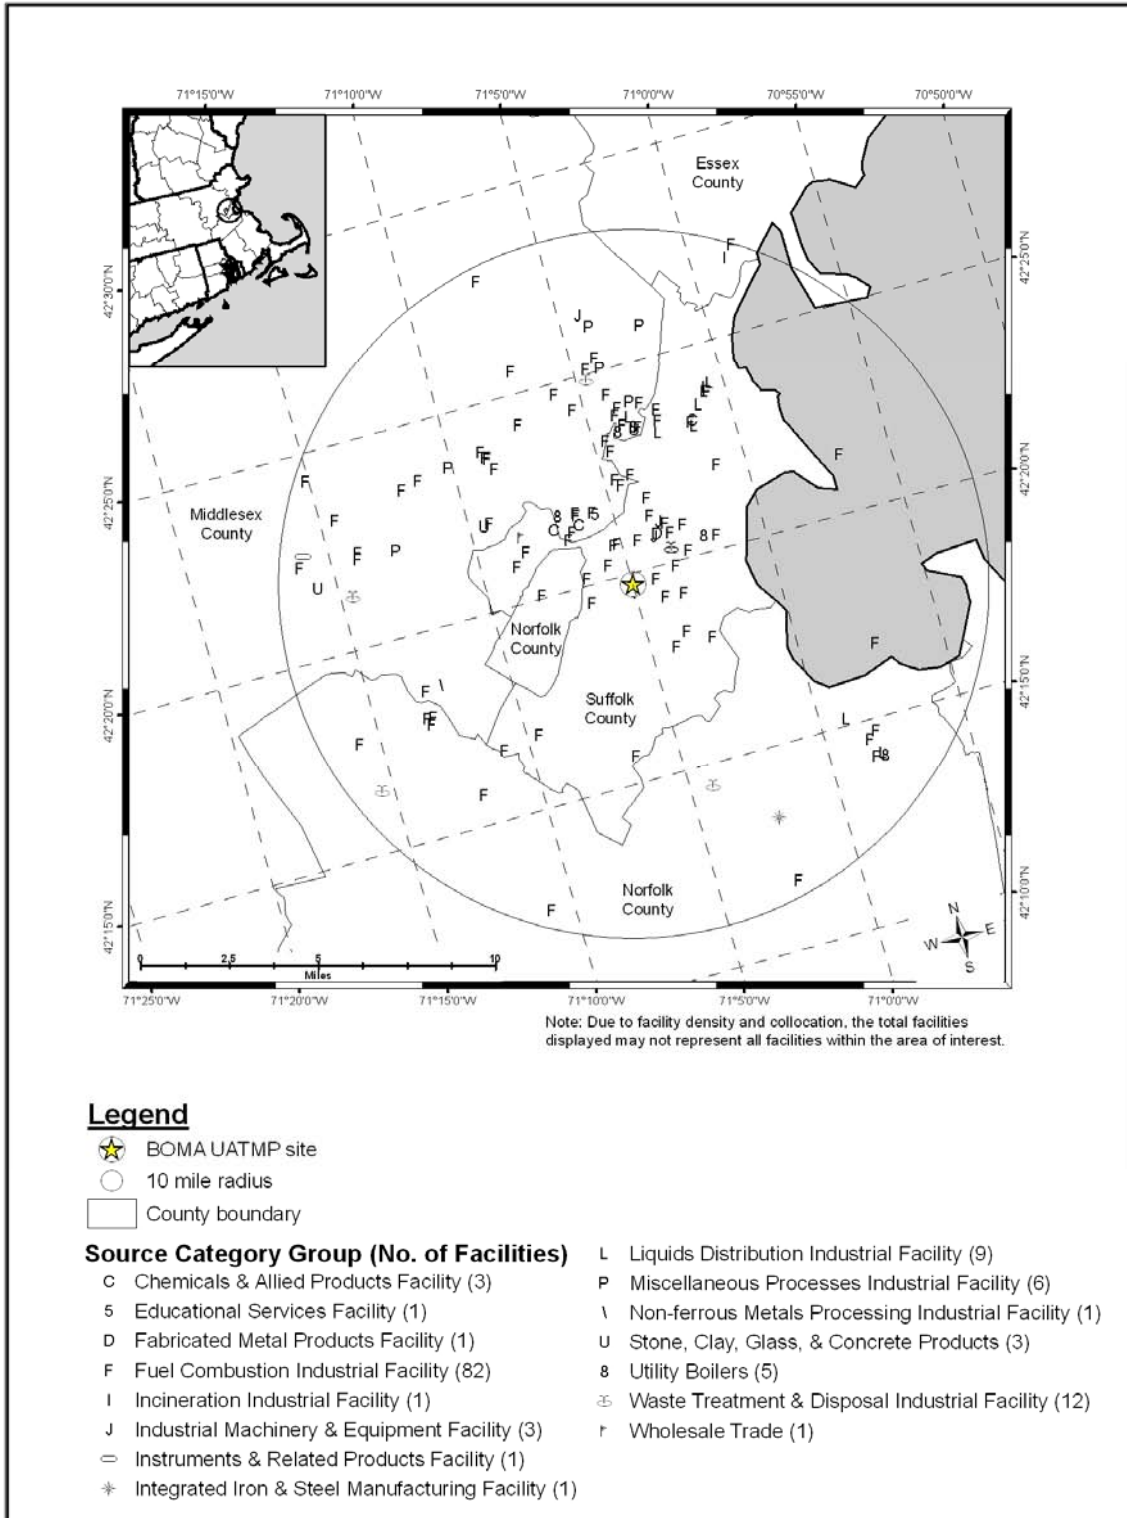 71°15'0"W 71°10'0"W 71°5'0"W 71°0'0"W 70°55'0"W 70°50'0"W
Essex
County
42°30'0"N
42°25'0"N
42°25'0"N
42°20'0"N
Middlesex
County
Norfolk
County
42°20'0"N
42°15'0"N
Suffolk
County
Norfolk
County
42°15'0"N
42°10'0"N
N
W E
S
0 2.5 5 10
Miles
71°25'0"W 71°20'0"W 71°15'0"W 71°10'0"W 71°5'0"W 71°0'0"W
Note: Due to facility density and collocation, the total facilities
displayed may not represent all facilities within the area of interest.
Legend
BOMA UATMP site
10 mile radius
County boundary
Source Category Group (No. of Facilities)
C Chemicals & Allied Products Facility (3)
5 Educational Services Facility (1)
D Fabricated Metal Products Facility (1)
F Fuel Combustion Industrial Facility (82)
I Incineration Industrial Facility (1)
J Industrial Machinery & Equipment Facility (3)
Instruments & Related Products Facility (1)
Integrated Iron & Steel Manufacturing Facility (1)
L Liquids Distribution Industrial Facility (9)
P Miscellaneous Processes Industrial Facility (6)
\ Non-ferrous Metals Processing Industrial Facility (1)
U Stone, Clay, Glass, & Concrete Products (3)
8 Utility Boilers (5)
Waste Treatment & Disposal Industrial Facility (12)
Wholesale Trade (1)